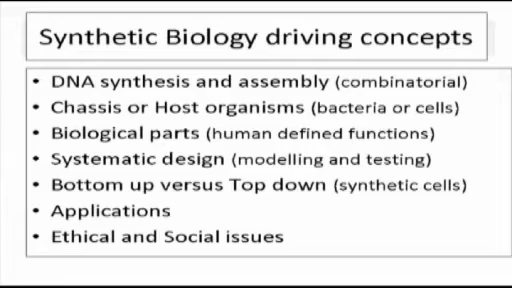 Synthetic Biology driving concepts
• DNA synthesis and assembly (combinatorial)
• Chassis or Host organisms (bacteria or cells)
• Biological parts (human defined functions)
• Systematic design (modelling and testing)
• Bottom up versus Top down (synthetic cells)
• Applications
• Ethical and Social issues